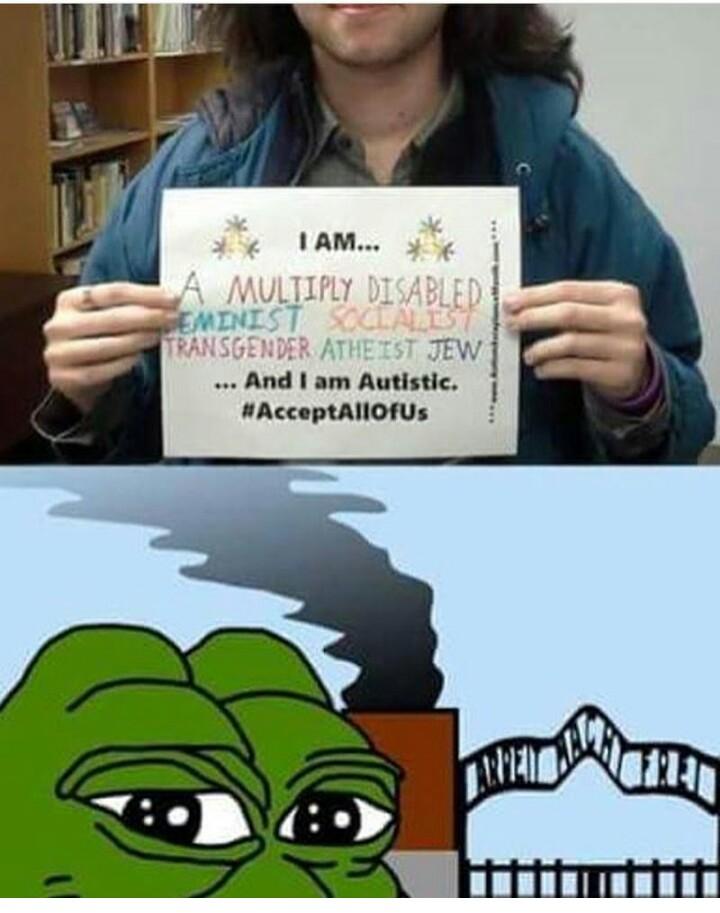 I AM...
A MULTIPLY DISABLED
FEMINIST SOCIALIST
TRANSGENDER ATHEIST JEW
... And I am Autistic.
#AcceptAllOfUs
ARBEIT MACHT FREI